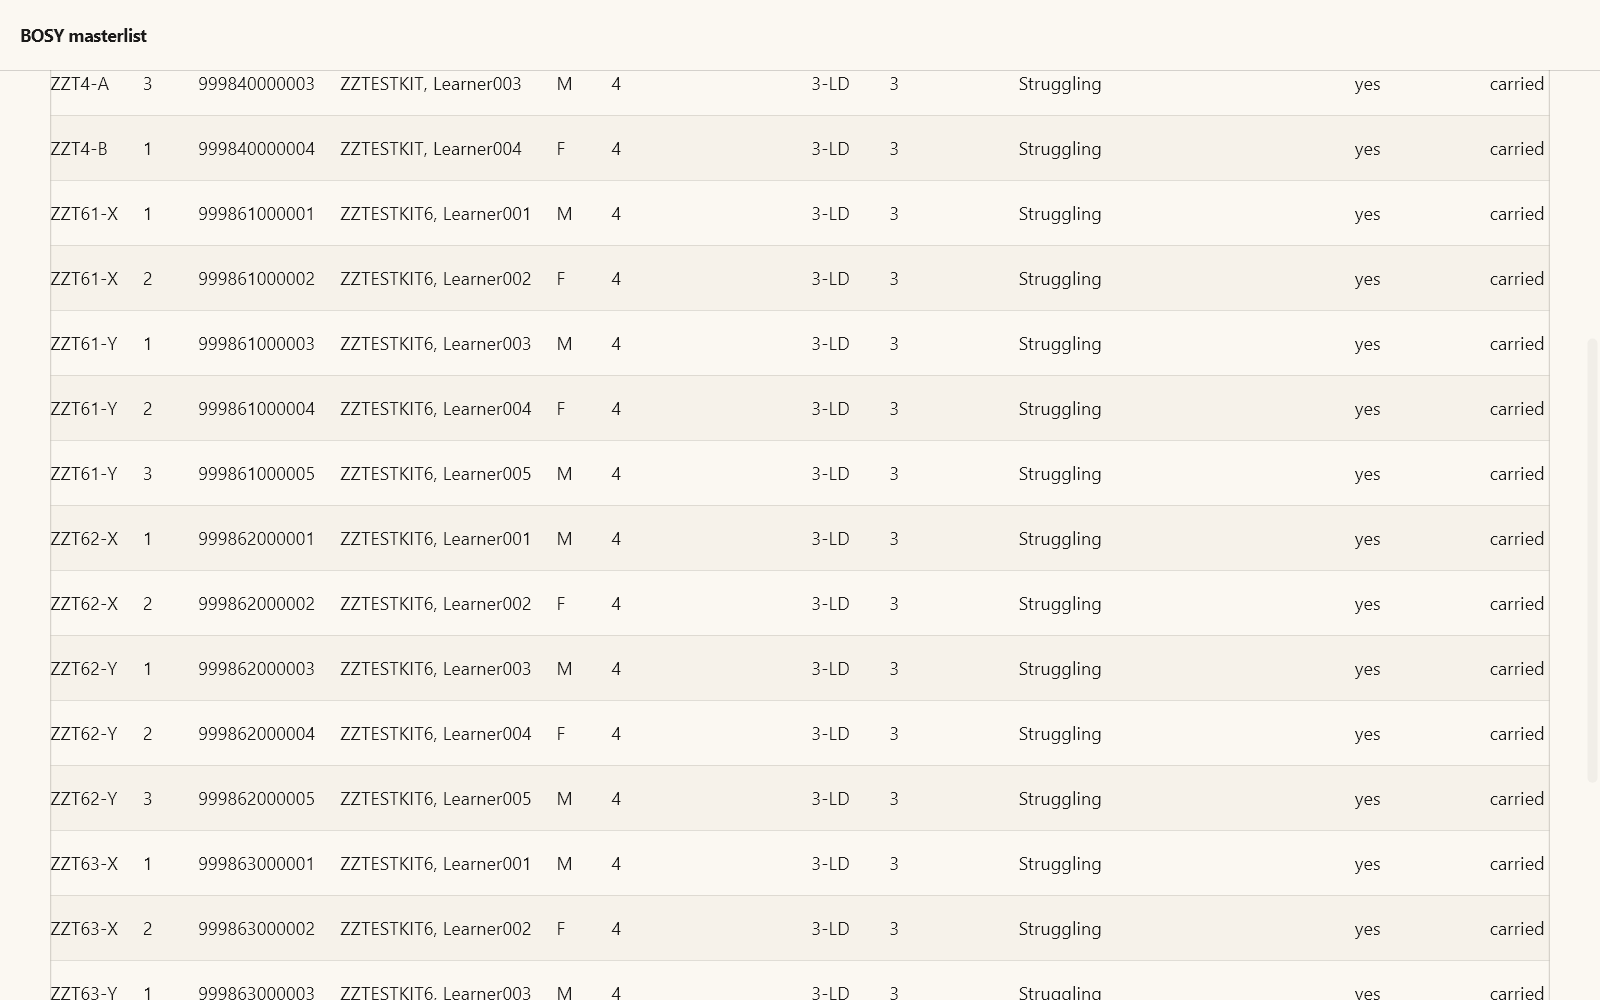 BOSY masterlist
ZZT4-A 3 999840000003 ZZTESTKIT, Learner003 M 4 3-LD 3 Struggling yes carried
ZZT4-B 1 999840000004 ZZTESTKIT, Learner004 F 4 3-LD 3 Struggling yes carried
ZZT61-X 1 999861000001 ZZTESTKIT6, Learner001 M 4 3-LD 3 Struggling yes carried
ZZT61-X 2 999861000002 ZZTESTKIT6, Learner002 F 4 3-LD 3 Struggling yes carried
ZZT61-Y 1 999861000003 ZZTESTKIT6, Learner003 M 4 3-LD 3 Struggling yes carried
ZZT61-Y 2 999861000004 ZZTESTKIT6, Learner004 F 4 3-LD 3 Struggling yes carried
ZZT61-Y 3 999861000005 ZZTESTKIT6, Learner005 M 4 3-LD 3 Struggling yes carried
ZZT62-X 1 999862000001 ZZTESTKIT6, Learner001 M 4 3-LD 3 Struggling yes carried
ZZT62-X 2 999862000002 ZZTESTKIT6, Learner002 F 4 3-LD 3 Struggling yes carried
ZZT62-Y 1 999862000003 ZZTESTKIT6, Learner003 M 4 3-LD 3 Struggling yes carried
ZZT62-Y 2 999862000004 ZZTESTKIT6, Learner004 F 4 3-LD 3 Struggling yes carried
ZZT62-Y 3 999862000005 ZZTESTKIT6, Learner005 M 4 3-LD 3 Struggling yes carried
ZZT63-X 1 999863000001 ZZTESTKIT6, Learner001 M 4 3-LD 3 Struggling yes carried
ZZT63-X 2 999863000002 ZZTESTKIT6, Learner002 F 4 3-LD 3 Struggling yes carried
ZZT63-Y 1 999863000003 ZZTESTKIT6, Learner003 M 4 3-LD 3 Struggling yes carried